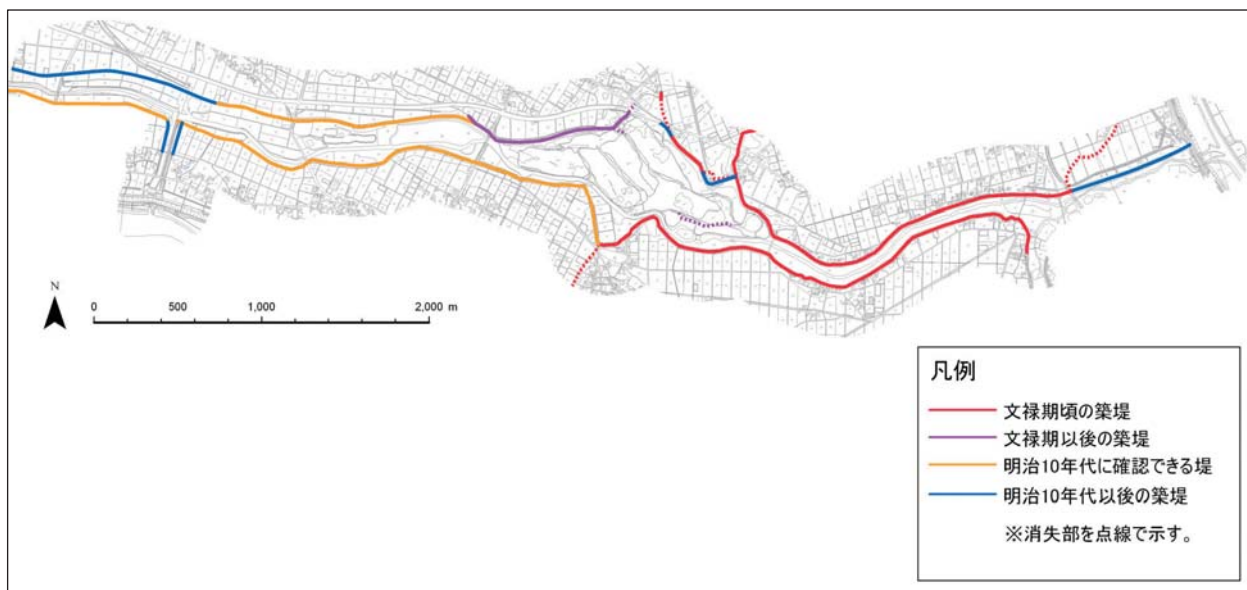 N
0 500 1,000 2,000 m
凡例
文禄期頃の築堤
文禄期以後の築堤
明治10年代に確認できる堤
明治10年代以後の築堤
※消失部を点線で示す。